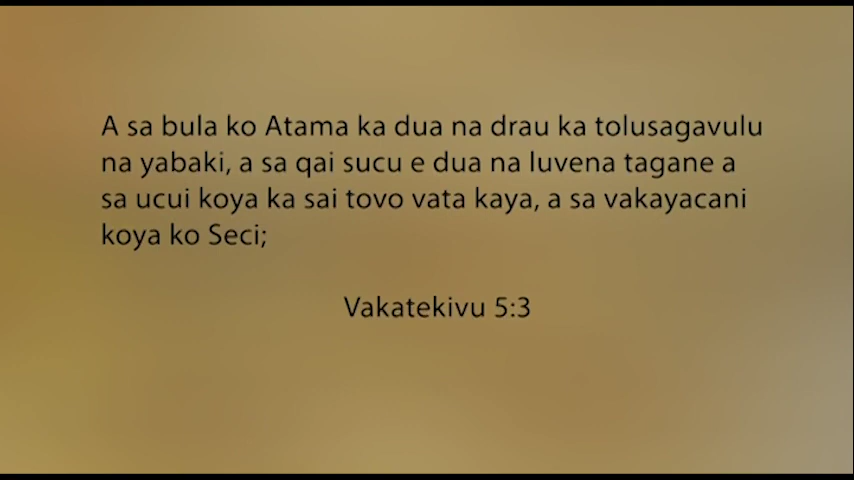 A sa bula ko Atama ka dua na drau ka tolusagavulu
na yabaki, a sa qai sucu e dua na luvena tagane a
sa ucui koya ka sai tovo vata kaya, a sa vakayacani
koya ko Seci;
Vakatekivu 5:3